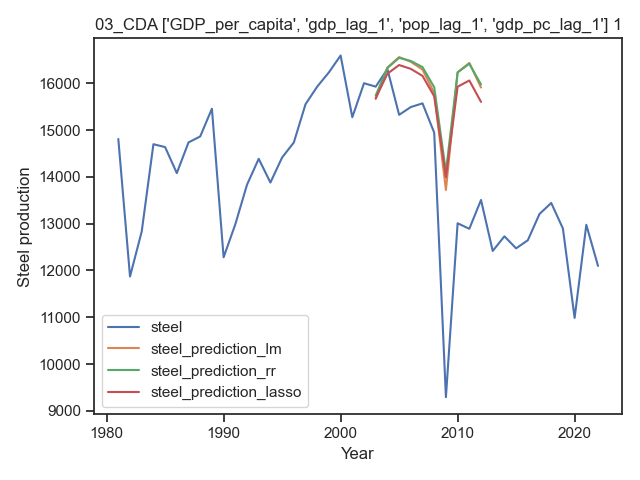 03_CDA ['GDP_per_capita', 'gdp_lag_1', 'pop_lag_1', 'gdp_pc_lag_1'] 1
Steel production
16000
15000
14000
13000
12000
11000
10000
9000
steel
steel_prediction_lm
steel_prediction_rr
steel_prediction_lasso
1980
1990
2000
2010
2020
Year